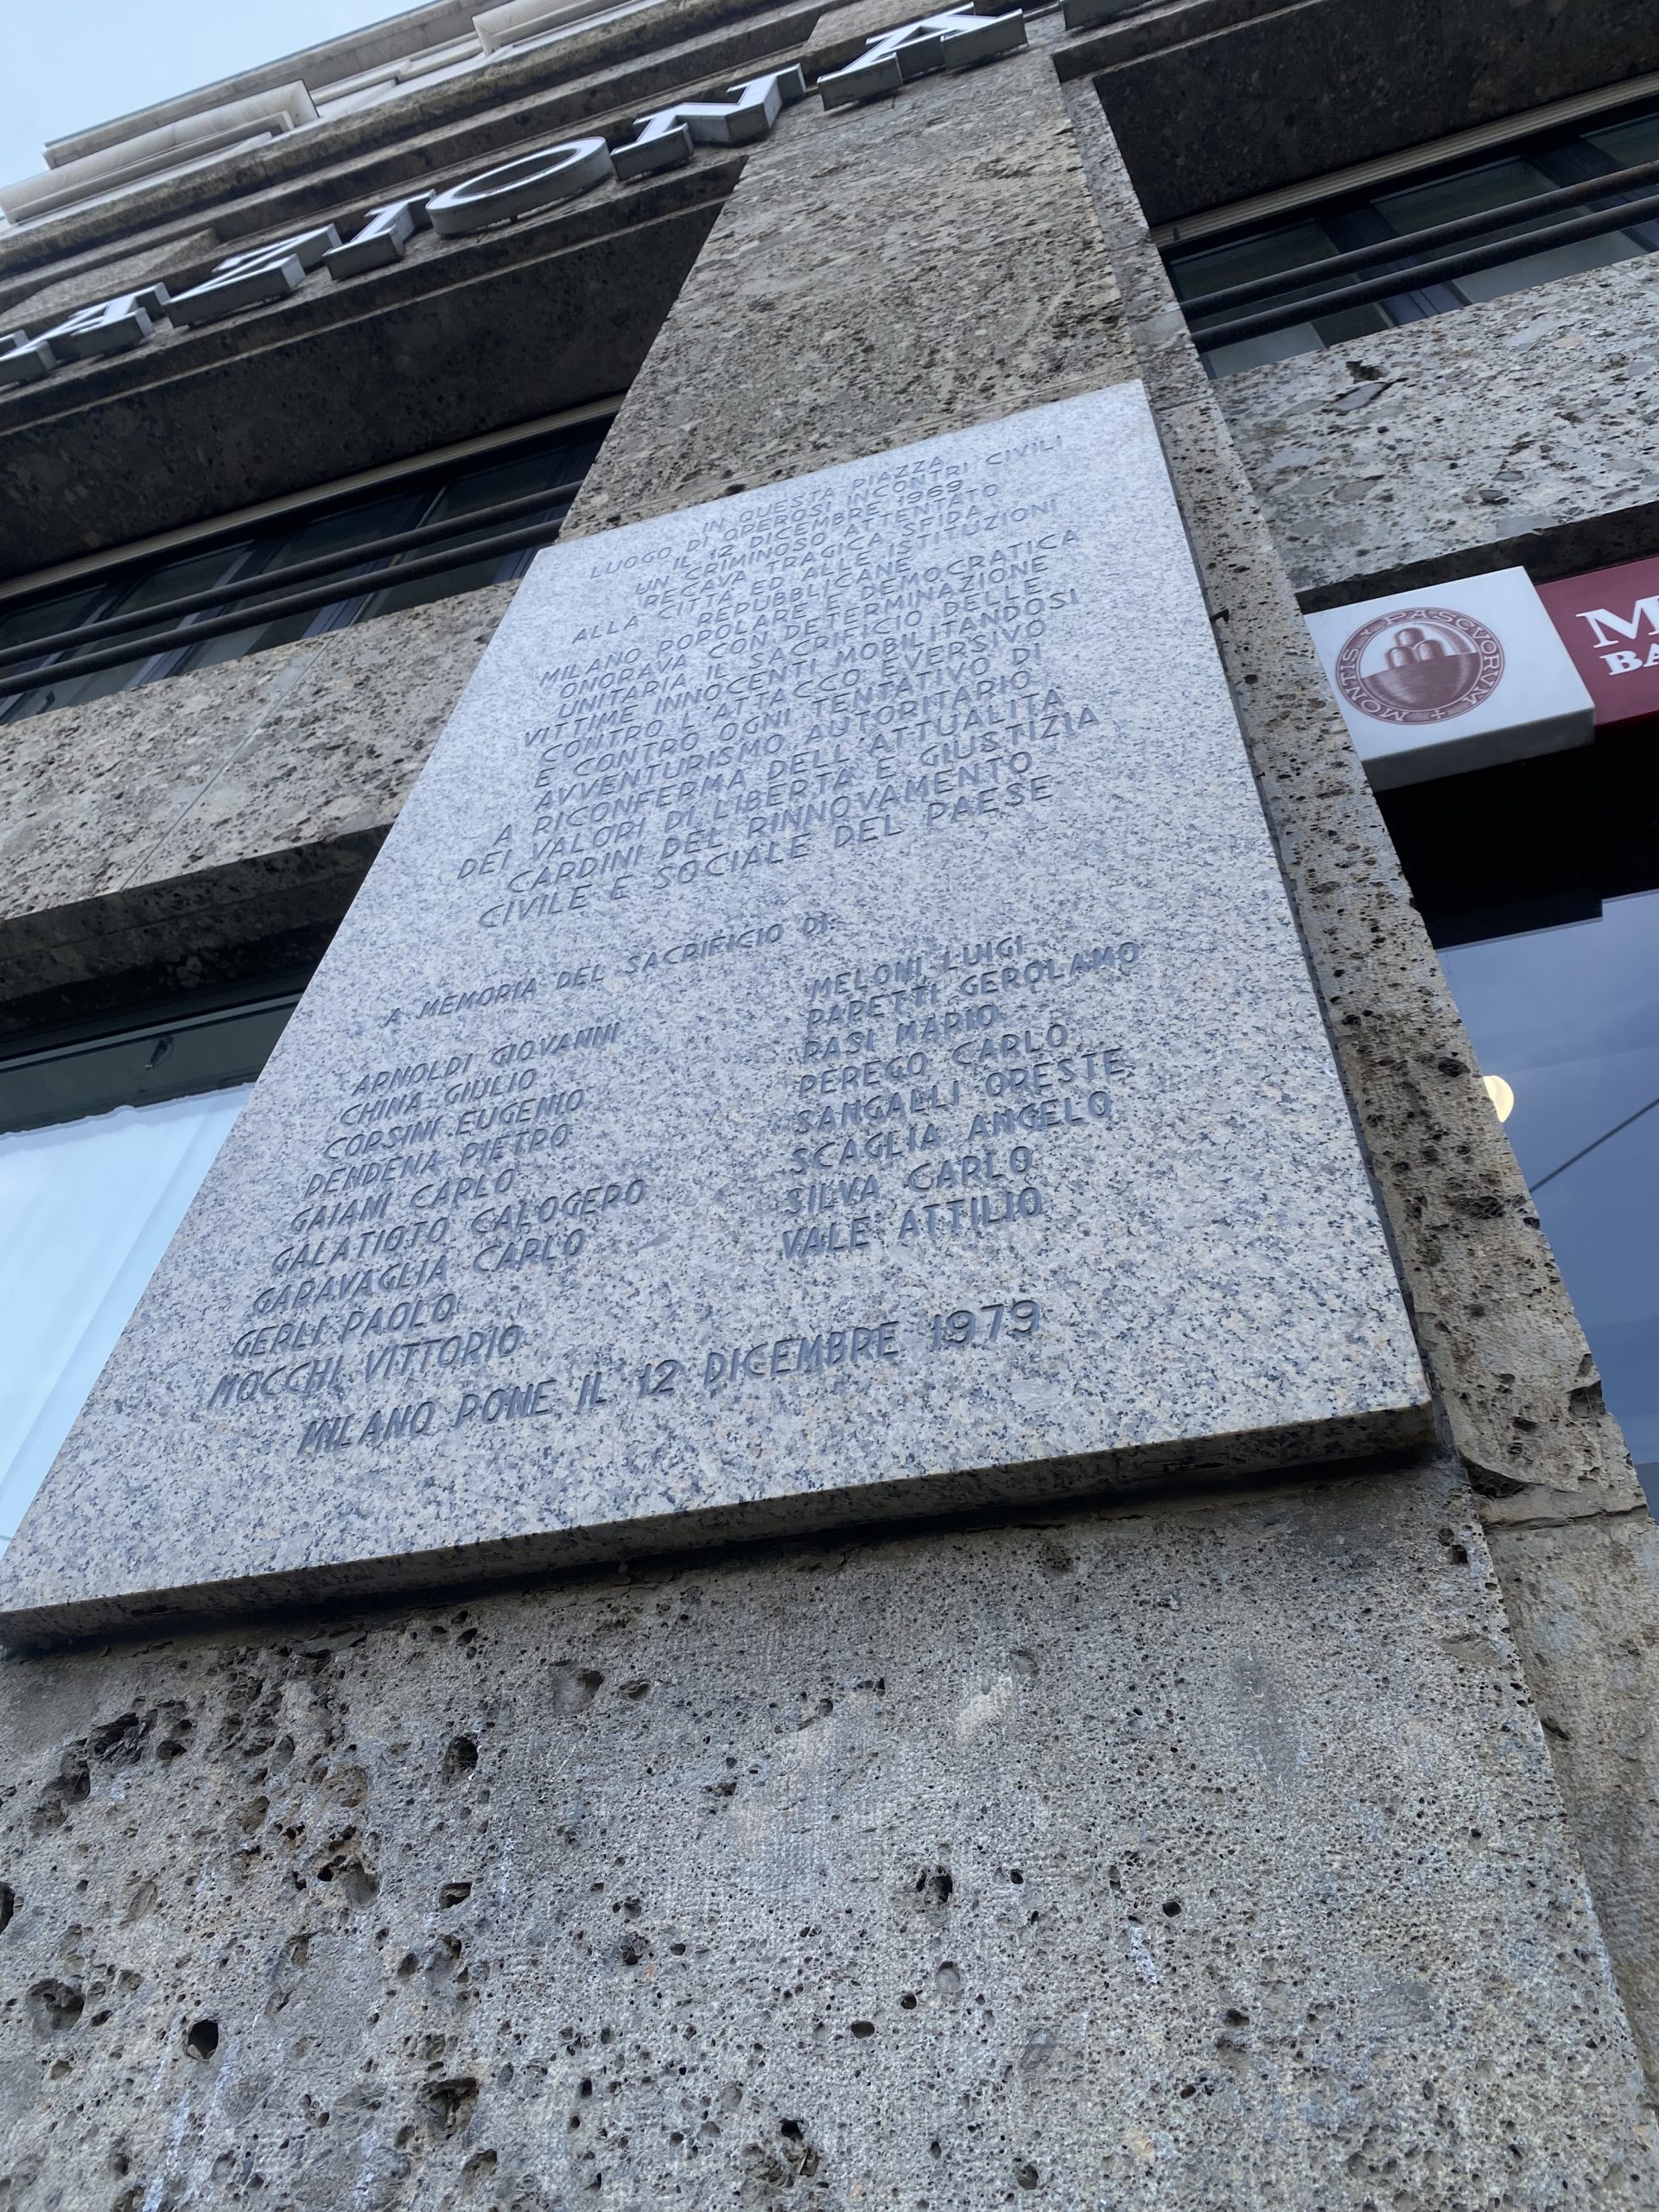 AZIONA
IN QUESTA PIAZZA
LUOGO DI OPEROSI INCONTRI CIVILI
IL 12 DICEMBRE 1969
UN CRIMINOSO ATTENTATO
RECAVA TRAGICA SFIDA
ALLA CITTÀ ED ALLE ISTITUZIONI
REPUBBLICANE
MILANO POPOLARE E DEMOCRATICA
ONORAVA CON DETERMINAZIONE
UNITARIA IL SACRIFICIO DELLE
VITTIME INNOCENTI MOBILITANDOSI
CONTRO L'ATTACCO EVERSIVO
E CONTRO OGNI TENTATIVO DI
AVVENTURISMO AUTORITARIO
A RICONFERMA DELL'ATTUALITÀ
DEI VALORI DI LIBERTÀ E GIUSTIZIA
CARDINI DEL RINNOVAMENTO
CIVILE E SOCIALE DEL PAESE
A MEMORIA DEL SACRIFICIO DI
ARNOLDI GIOVANNI
CHINA GIULIO
CORSINI EUGENIO
DENDENA PIETRO
GAIANI CARLO
GALATIOTO CALOGERO
GARAVAGLIA CARLO
GERLI PAOLO
MOCCHI VITTORIO
MELONI LUIGI
PAPETTI GEROLAMO
PASI MARIO
PEREGO CARLO
SANGALLI ORESTE
SCAGLIA ANGELO
SILVA CARLO
VALE' ATTILIO
MILANO PONE IL 12 DICEMBRE 1979
MONTIS PASCVORVM
M
BA